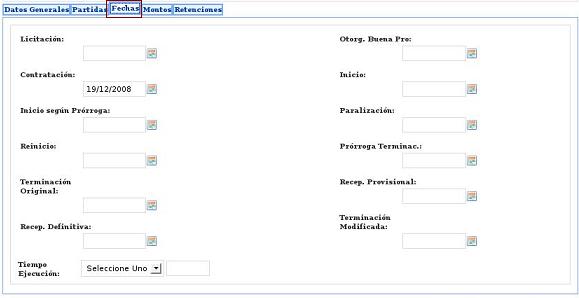 Datos Generales Partidas Fechas Montos Retenciones
Licitación: Otorg. Buena Pro:
Contratación: 19/12/2008 Inicio:
Inicio según Prórroga: Paralización:
Reinicio: Prórroga Terminac.:
Terminación Original: Recep. Provisional:
Recep. Definitiva: Terminación Modificada:
Tiempo Ejecución: Seleccione Uno